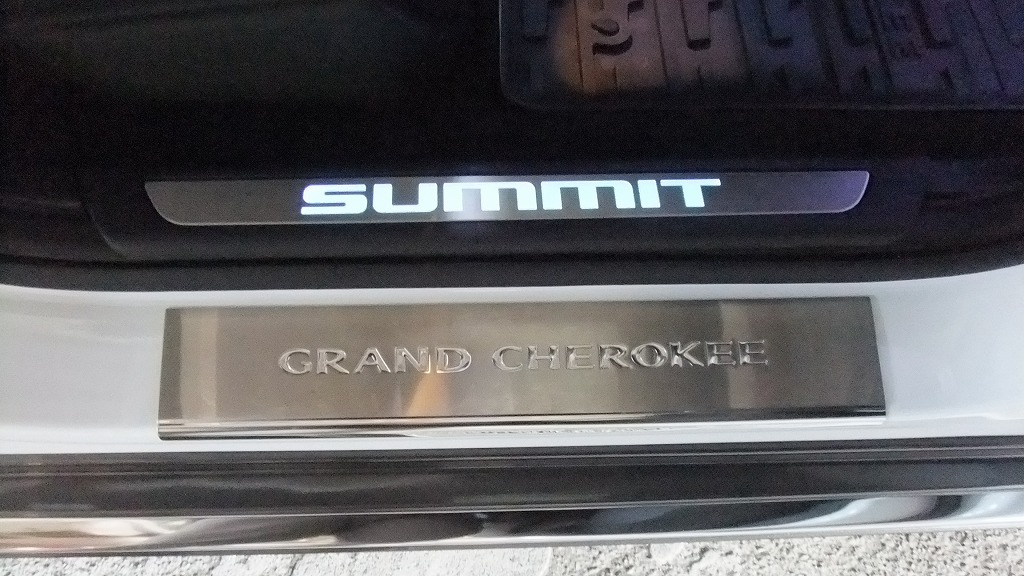 SUMMIT
GRAND CHEROKEE